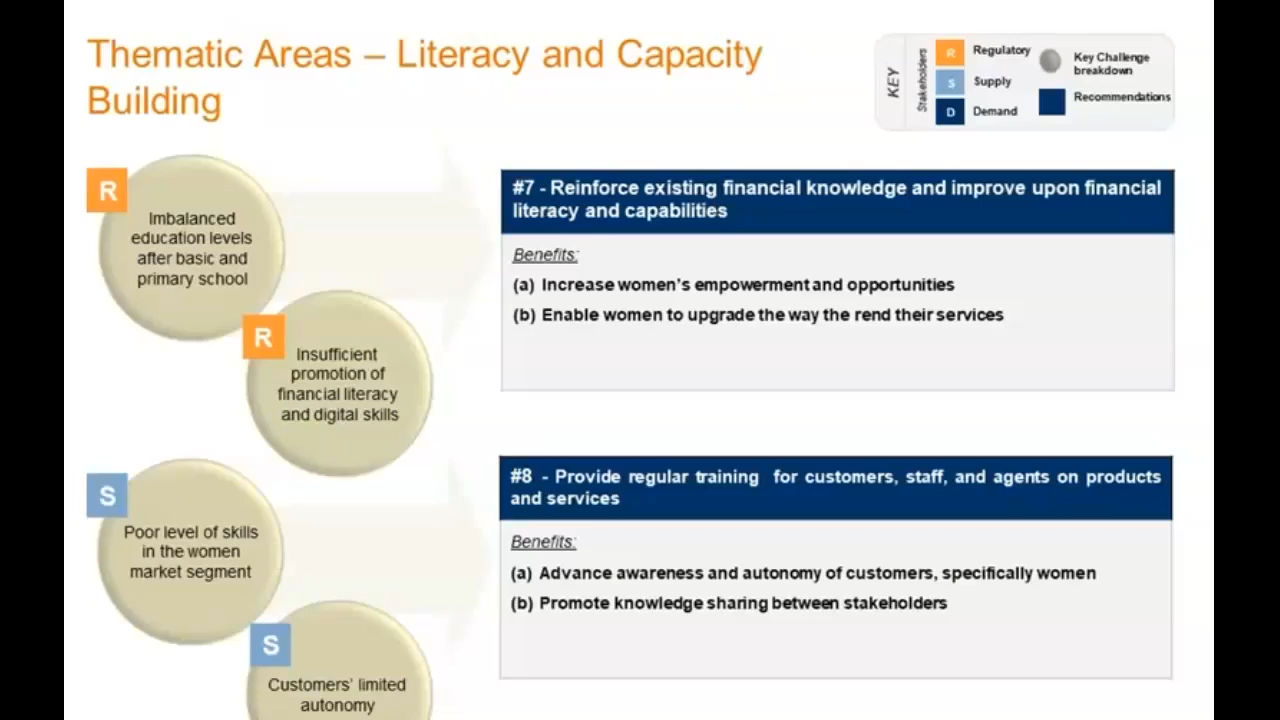 Thematic Areas – Literacy and Capacity
Building
KEY
Stakeholders
R Regulatory
S Supply
D Demand
Key Challenge
breakdown
Recommendations
R
Imbalanced
education levels
after basic and
primary school
R
Insufficient
promotion of
financial literacy
and digital skills
#7 - Reinforce existing financial knowledge and improve upon financial
literacy and capabilities
Benefits:
(a) Increase women's empowerment and opportunities
(b) Enable women to upgrade the way the rend their services
S
Poor level of skills
in the women
market segment
S
Customers' limited
autonomy
#8 - Provide regular training for customers, staff, and agents on products
and services
Benefits:
(a) Advance awareness and autonomy of customers, specifically women
(b) Promote knowledge sharing between stakeholders